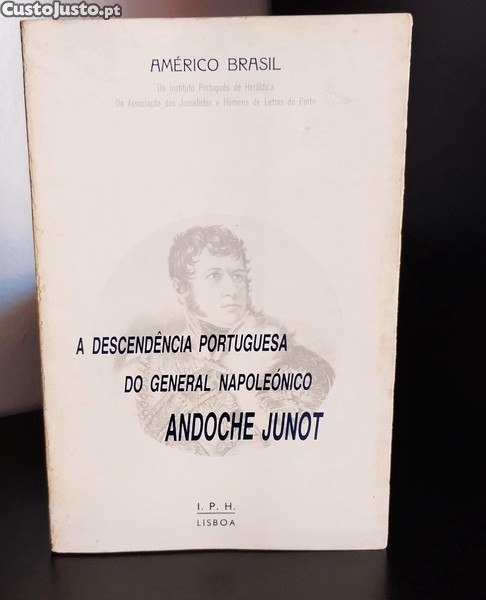 CustoJusto.pt
AMÉRICO BRASIL
Do Instituto Português de Heráldica
Da Associação dos Jornalistas e Homens de Letras do Porto
A DESCENDÊNCIA PORTUGUESA
DO GENERAL NAPOLEÓNICO
ANDOCHE JUNOT
I. P. H.
LISBOA